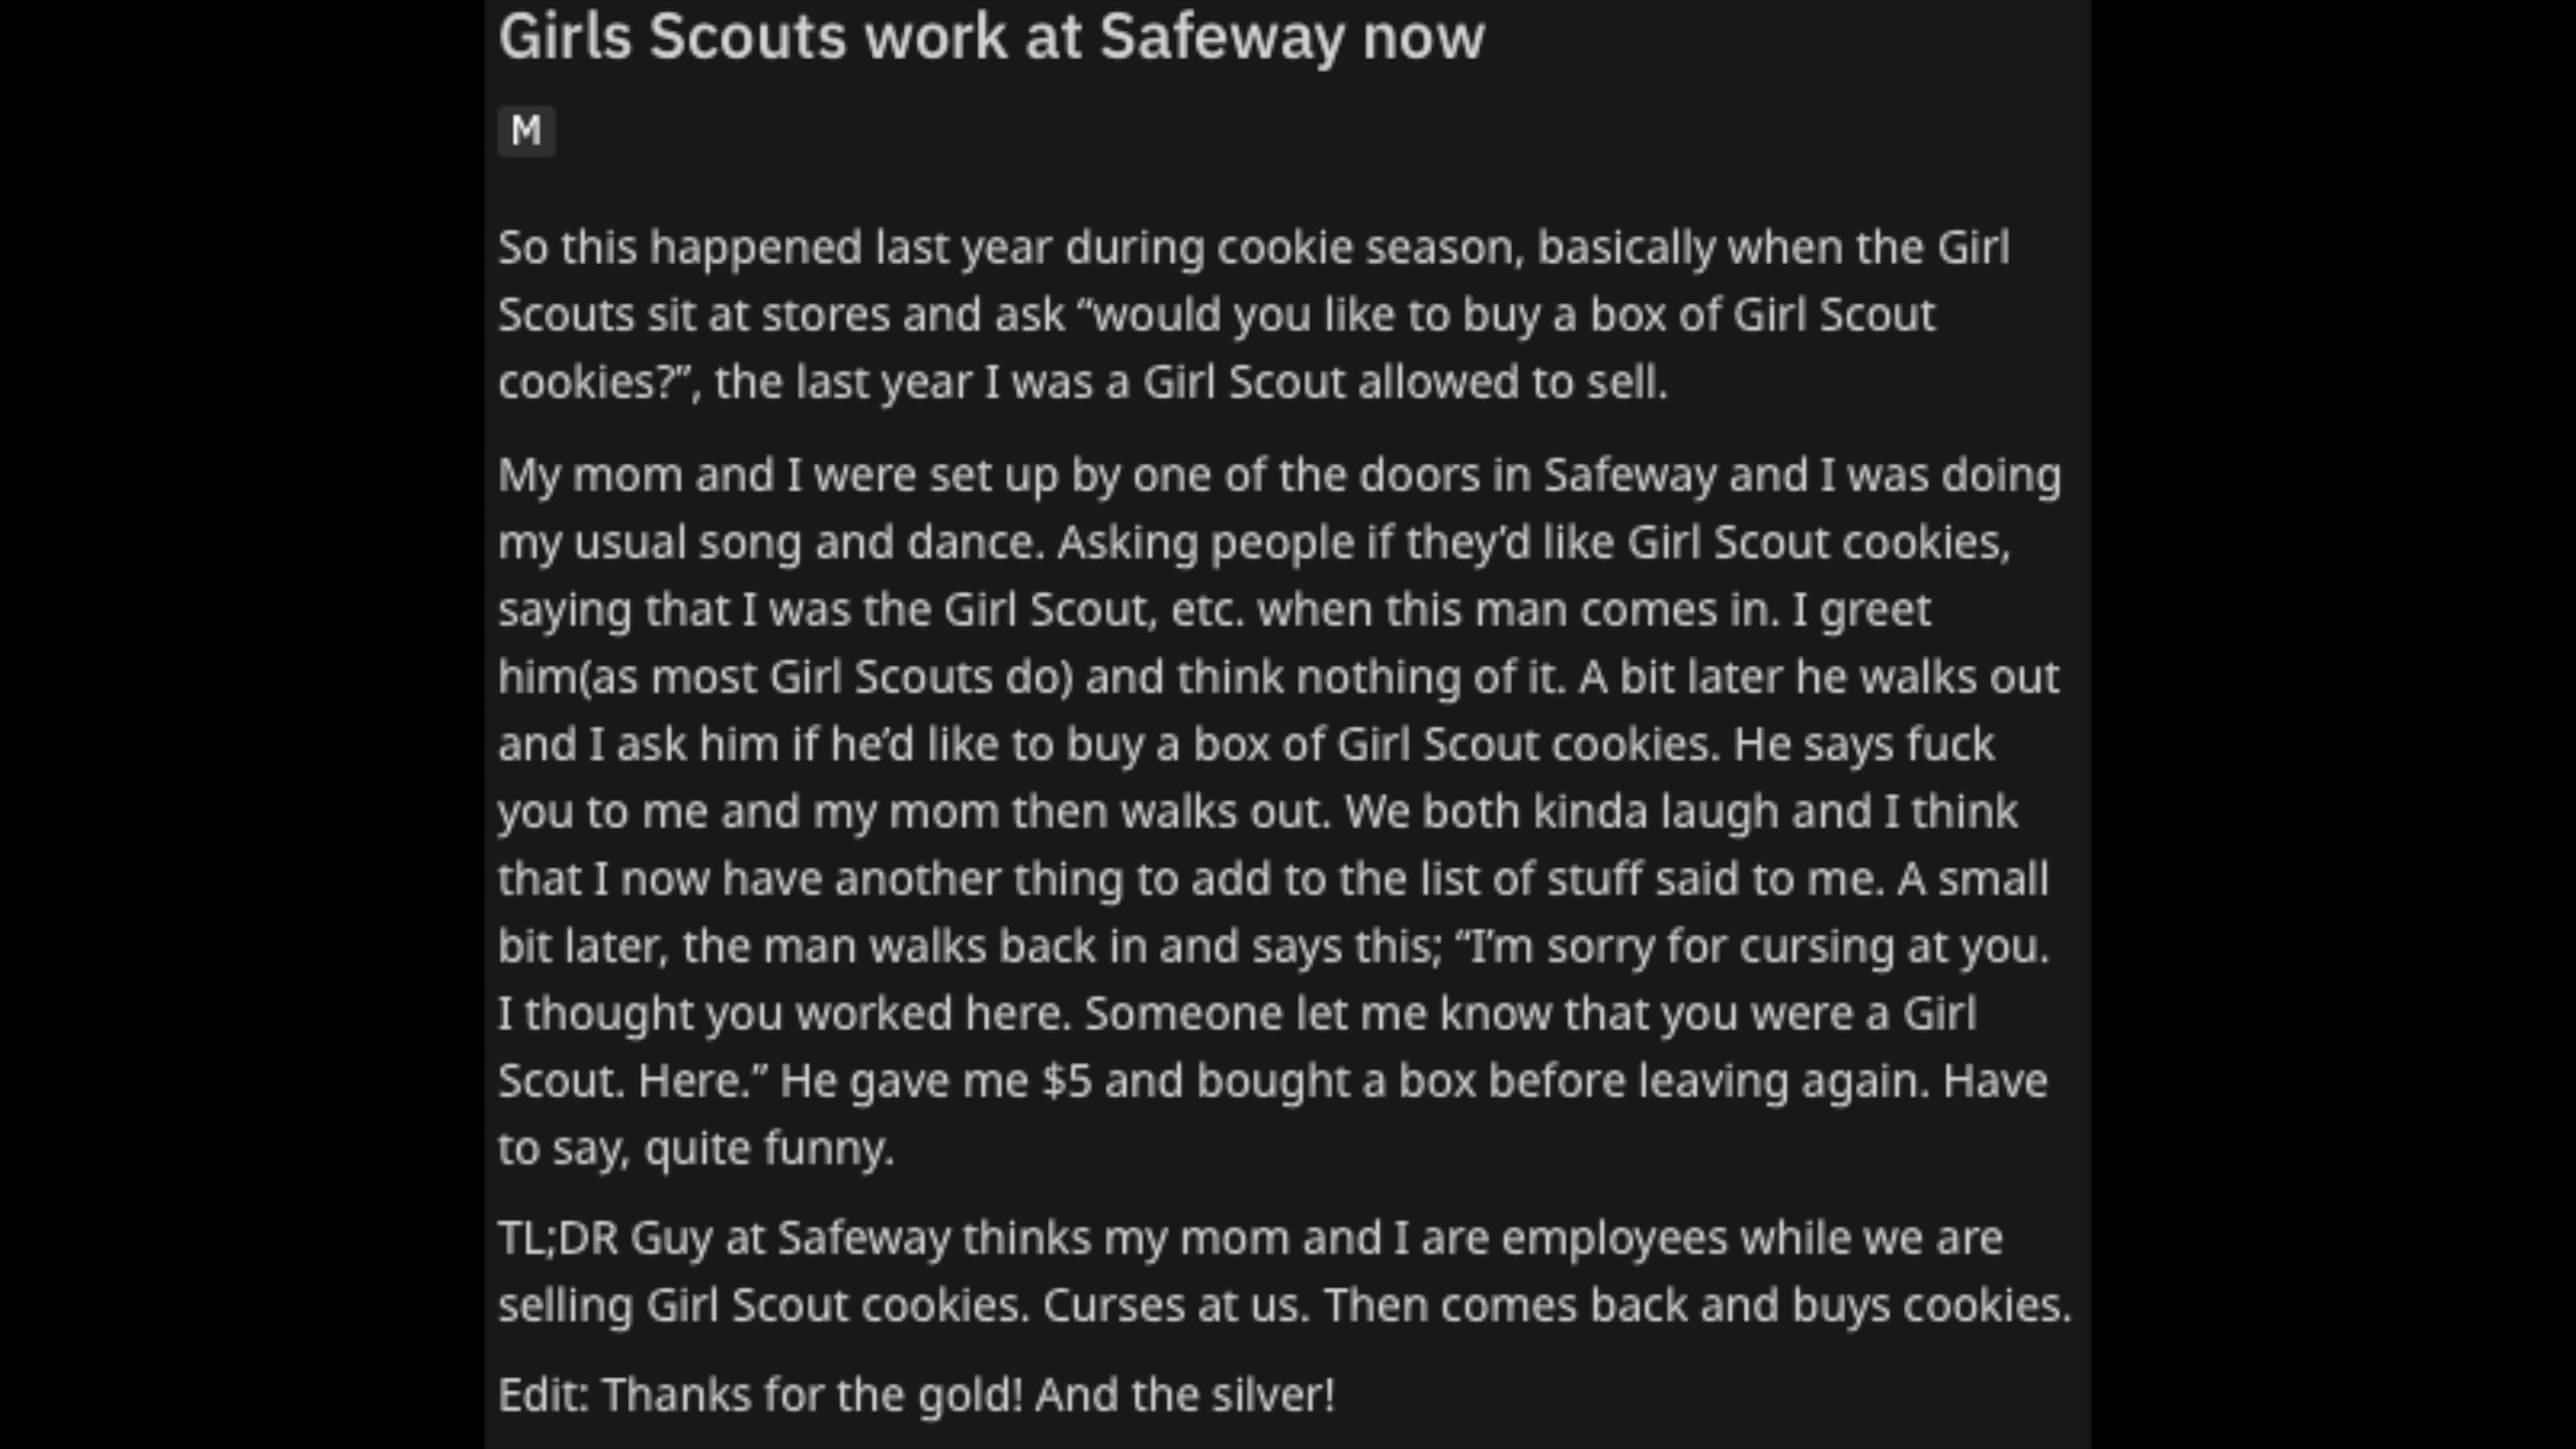 Girls Scouts work at Safeway now
M
So this happened last year during cookie season, basically when the Girl
Scouts sit at stores and ask “would you like to buy a box of Girl Scout
cookies?”, the last year I was a Girl Scout allowed to sell.
My mom and I were set up by one of the doors in Safeway and I was doing
my usual song and dance. Asking people if they’d like Girl Scout cookies,
saying that I was the Girl Scout, etc. when this man comes in. I greet
him(as most Girl Scouts do) and think nothing of it. A bit later he walks out
and I ask him if he’d like to buy a box of Girl Scout cookies. He says fuck
you to me and my mom then walks out. We both kinda laugh and I think
that I now have another thing to add to the list of stuff said to me. A small
bit later, the man walks back in and says this; “I’m sorry for cursing at you.
I thought you worked here. Someone let me know that you were a Girl
Scout. Here.” He gave me $5 and bought a box before leaving again. Have
to say, quite funny.
TL;DR Guy at Safeway thinks my mom and I are employees while we are
selling Girl Scout cookies. Curses at us. Then comes back and buys cookies.
Edit: Thanks for the gold! And the silver!